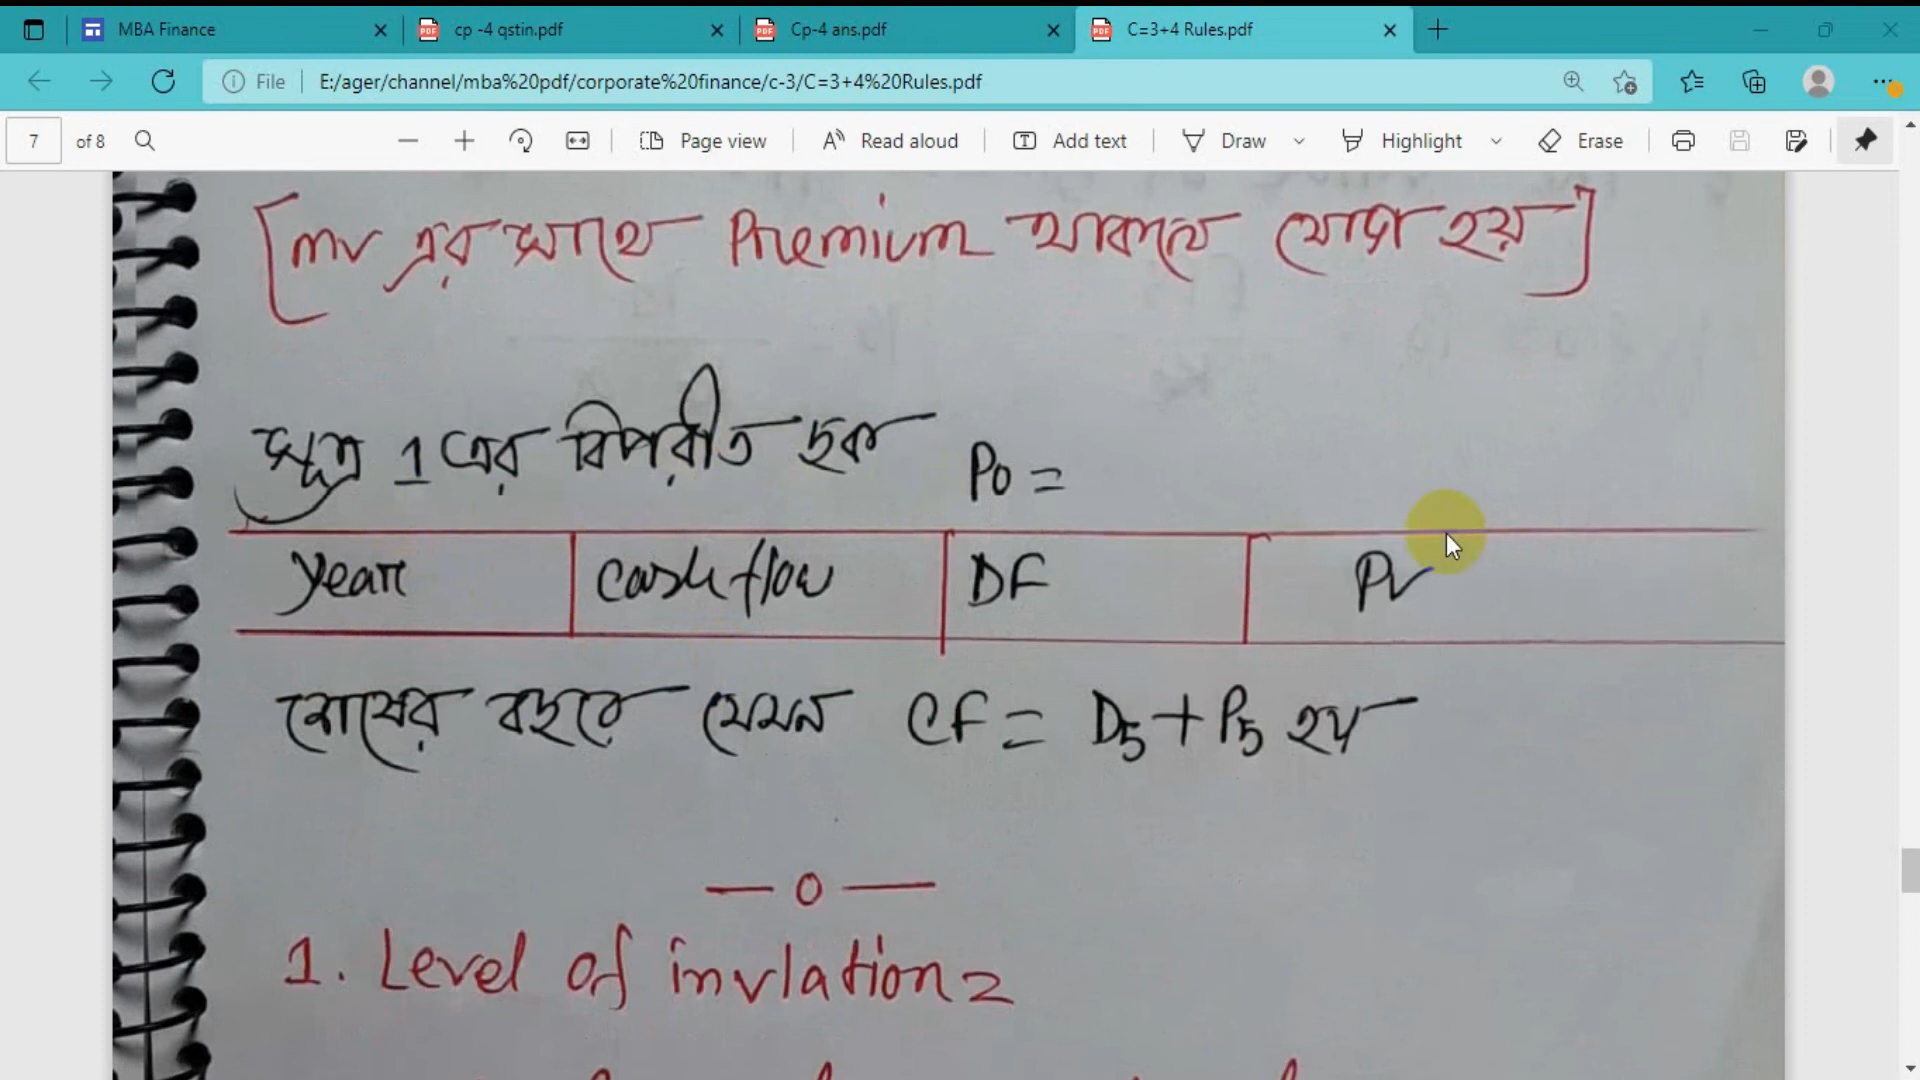 MBA Finance
cp -4 qstin.pdf
Cp-4 ans.pdf
C=3+4 Rules.pdf
File
E:/ager/channel/mba%20pdf/corporate%20finance/c-3/C=3+4%20Rules.pdf
7 of 8
Page view
Read aloud
Add text
Draw
Highlight
Erase
[mv এর সাথে Premium থাকলে যোগ হয়]
সূত্র 1 এর বিপরীত ছক P0 =
Year cash flow DF PV
শেষের বছরে যেমন CF = D5 + P5 হয়
— 0 —
1. Level of invlation =